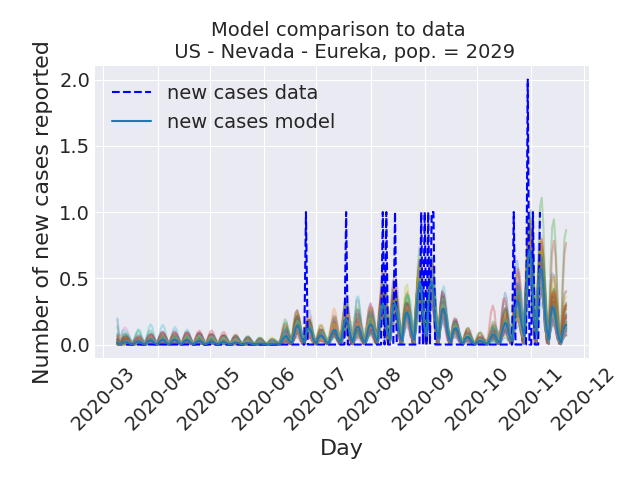 Model comparison to data
US - Nevada - Eureka, pop. = 2029
Number of new cases reported
2.0
1.5
1.0
0.5
0.0
new cases data
new cases model
2020-03
2020-04
2020-05
2020-06
2020-07
2020-08
2020-09
2020-10
2020-11
2020-12
Day